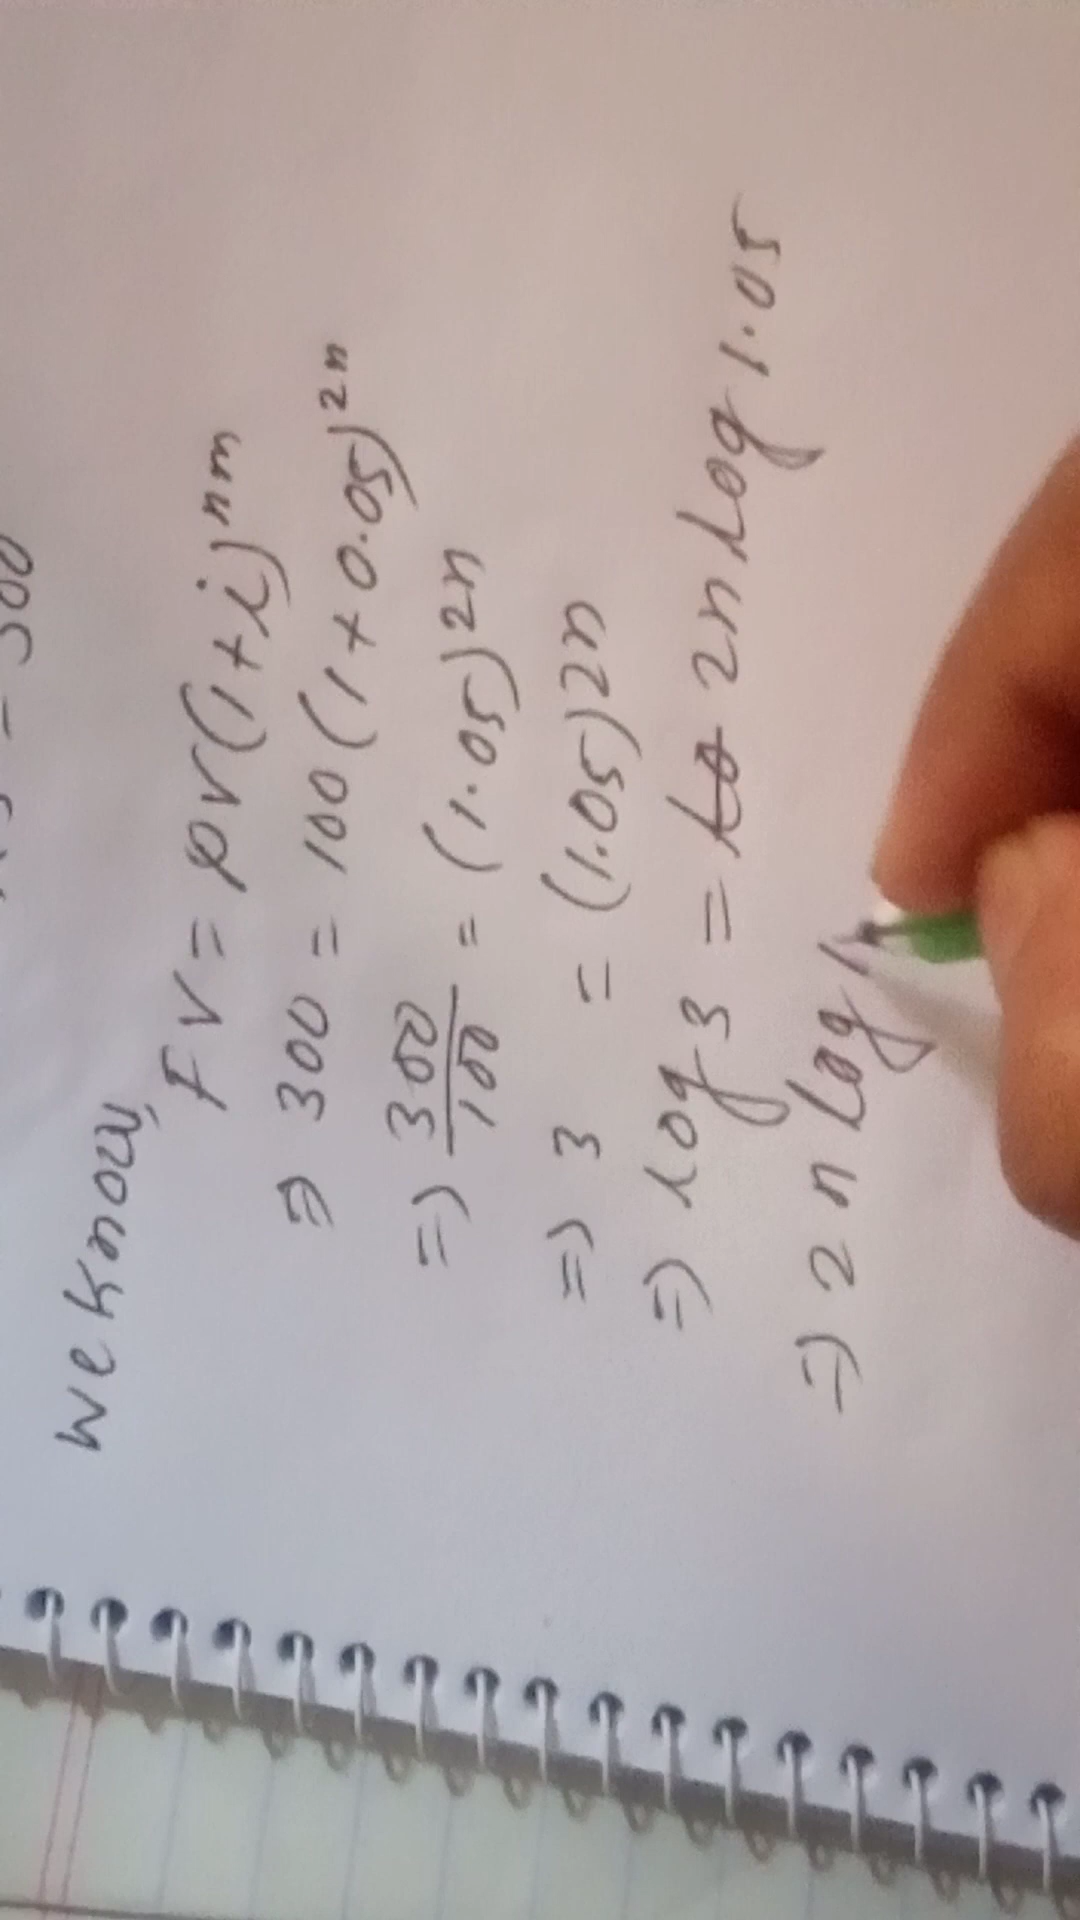 = 300
We know,
FV = PV(1+i)^nm
⇒ 300 = 100(1+0.05)^2n
⇒ 300/100 = (1.05)^2n
⇒ 3 = (1.05)2n
⇒ log 3 = 2n log 1.05
⇒ 2n log